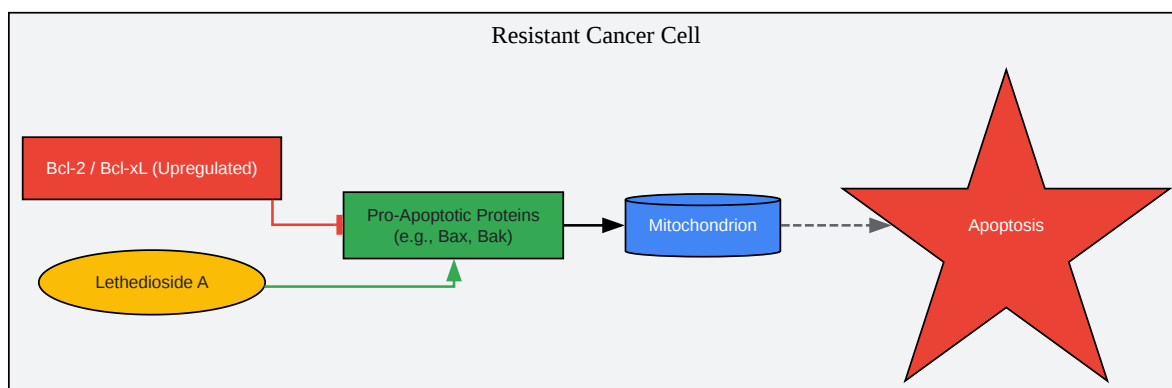 Resistant Cancer Cell
Bcl-2 / Bcl-xL (Upregulated)
Pro-Apoptotic Proteins
(e.g., Bax, Bak)
Mitochondrion
Apoptosis
Lethedioside A